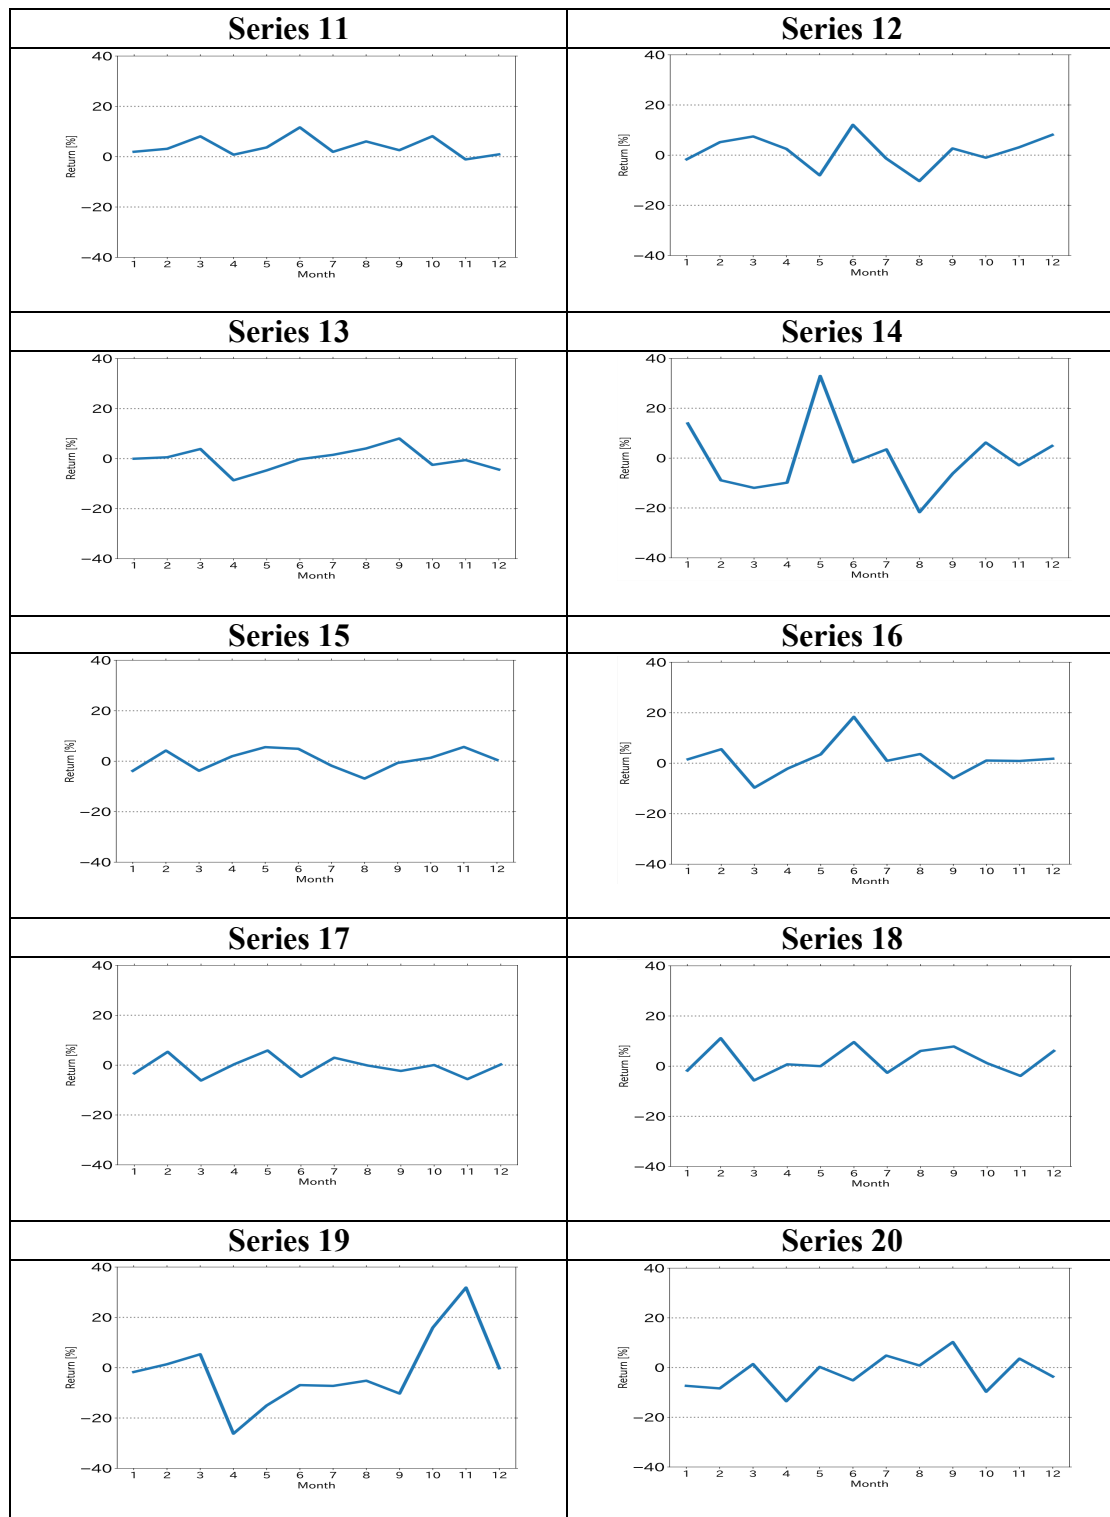 Series 11
Series 12
40
20
0
−20
−40
Return [%]
1 2 3 4 5 6 7 8 9 10 11 12
Month
40
20
0
−20
−40
Return [%]
1 2 3 4 5 6 7 8 9 10 11 12
Month
Series 13
Series 14
40
20
0
−20
−40
Return [%]
1 2 3 4 5 6 7 8 9 10 11 12
Month
40
20
0
−20
−40
Return [%]
1 2 3 4 5 6 7 8 9 10 11 12
Month
Series 15
Series 16
40
20
0
−20
−40
Return [%]
1 2 3 4 5 6 7 8 9 10 11 12
Month
40
20
0
−20
−40
Return [%]
1 2 3 4 5 6 7 8 9 10 11 12
Month
Series 17
Series 18
40
20
0
−20
−40
Return [%]
1 2 3 4 5 6 7 8 9 10 11 12
Month
40
20
0
−20
−40
Return [%]
1 2 3 4 5 6 7 8 9 10 11 12
Month
Series 19
Series 20
40
20
0
−20
−40
Return [%]
1 2 3 4 5 6 7 8 9 10 11 12
Month
40
20
0
−20
−40
Return [%]
1 2 3 4 5 6 7 8 9 10 11 12
Month